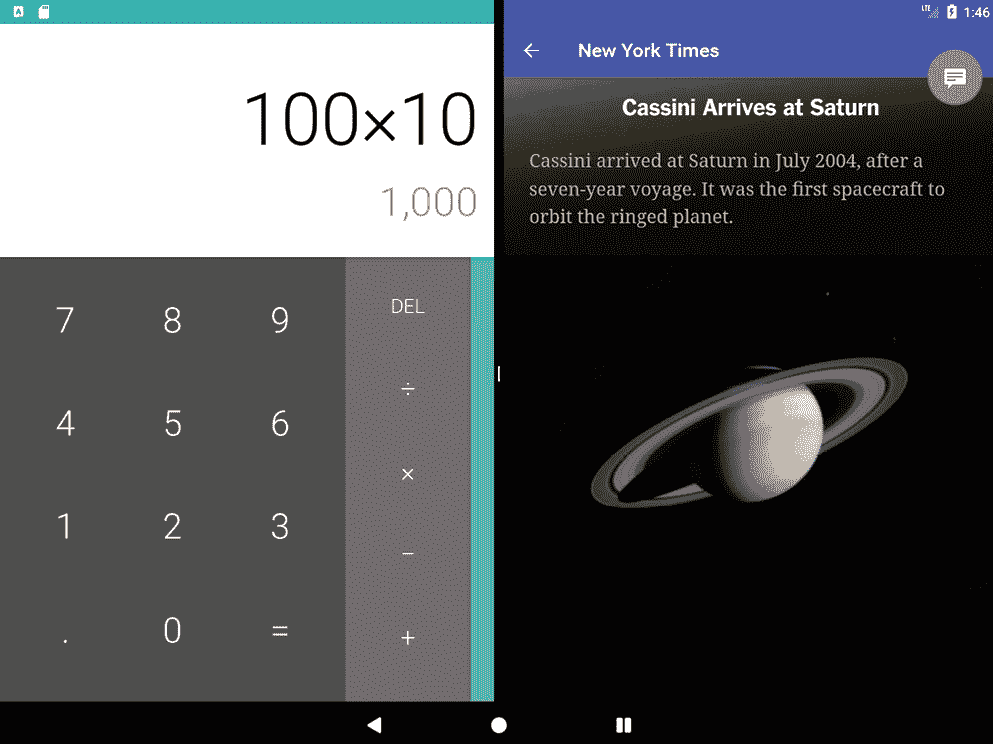 100×10
1,000
7 8 9 DEL
÷
4 5 6
×
1 2 3
−
. 0 =
+
LTE 1:46
New York Times
Cassini Arrives at Saturn
Cassini arrived at Saturn in July 2004, after a
seven-year voyage. It was the first spacecraft to
orbit the ringed planet.